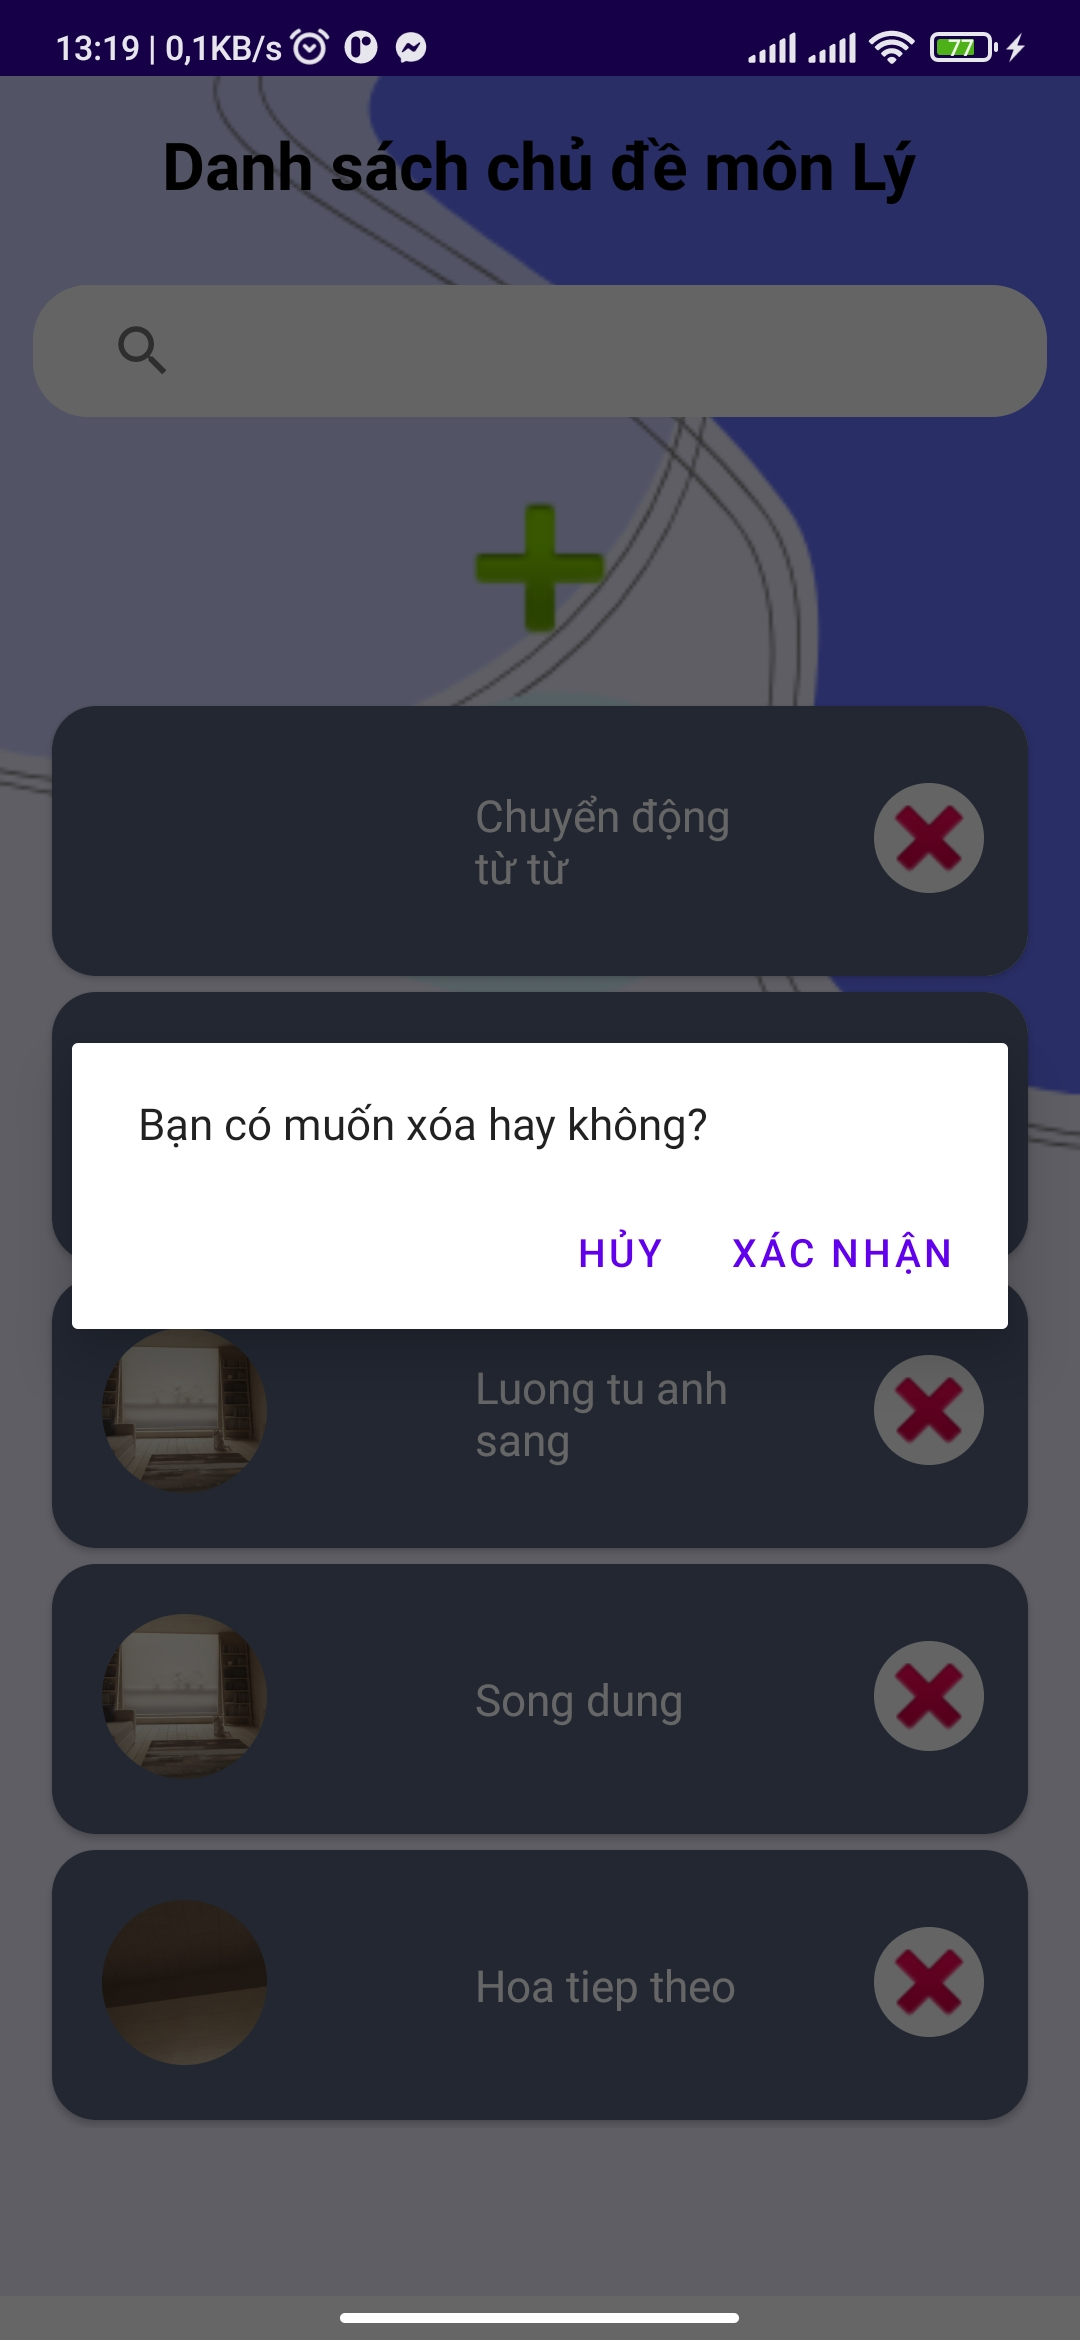 13:19 | 0,1KB/s
77
Danh sách chủ đề môn Lý
Chuyển động
từ từ
Bạn có muốn xóa hay không?
HỦY XÁC NHẬN
Luong tu anh
sang
Song dung
Hoa tiep theo